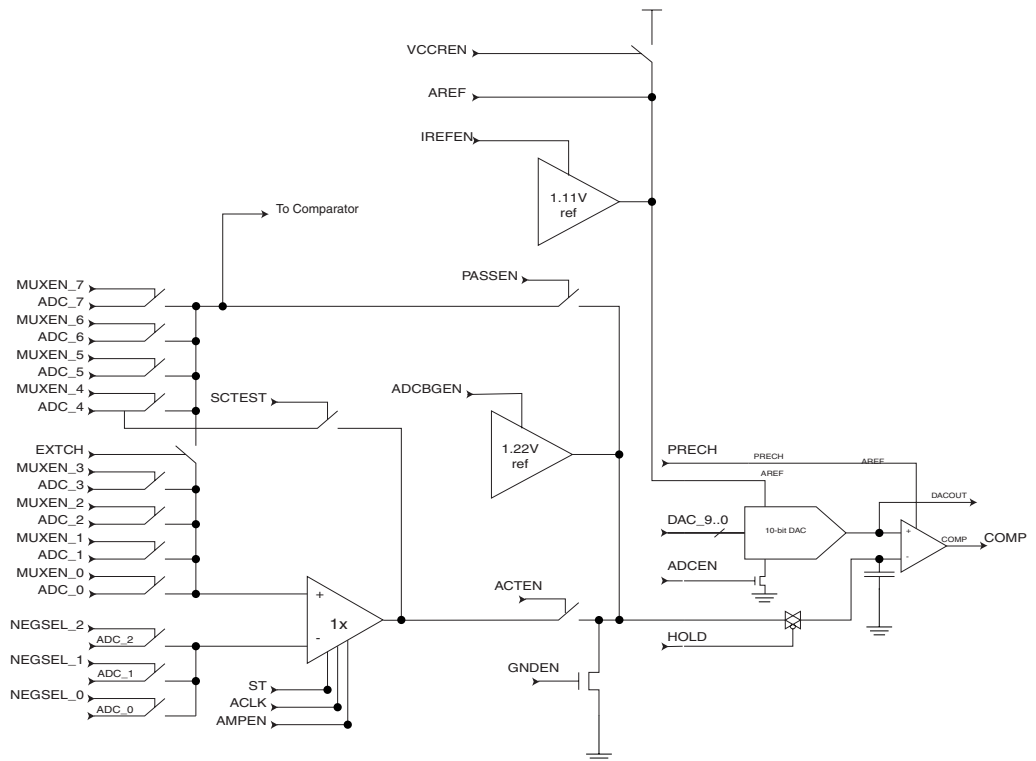 VCCREN
AREF
IREFEN
1.11V
ref
To Comparator
PASSEN
MUXEN_7
ADC_7
MUXEN_6
ADC_6
MUXEN_5
ADC_5
MUXEN_4
ADC_4
SCTEST
ADCBGEN
1.22V
ref
EXTCH
MUXEN_3
ADC_3
MUXEN_2
ADC_2
MUXEN_1
ADC_1
MUXEN_0
ADC_0
PRECH
PRECH
AREF
AREF
DACOUT
DAC_9..0
10-bit DAC
+
-
COMP
COMP
ADCEN
ACTEN
+
1x
-
NEGSEL_2
ADC_2
NEGSEL_1
ADC_1
NEGSEL_0
ADC_0
HOLD
GNDEN
ST
ACLK
AMPEN